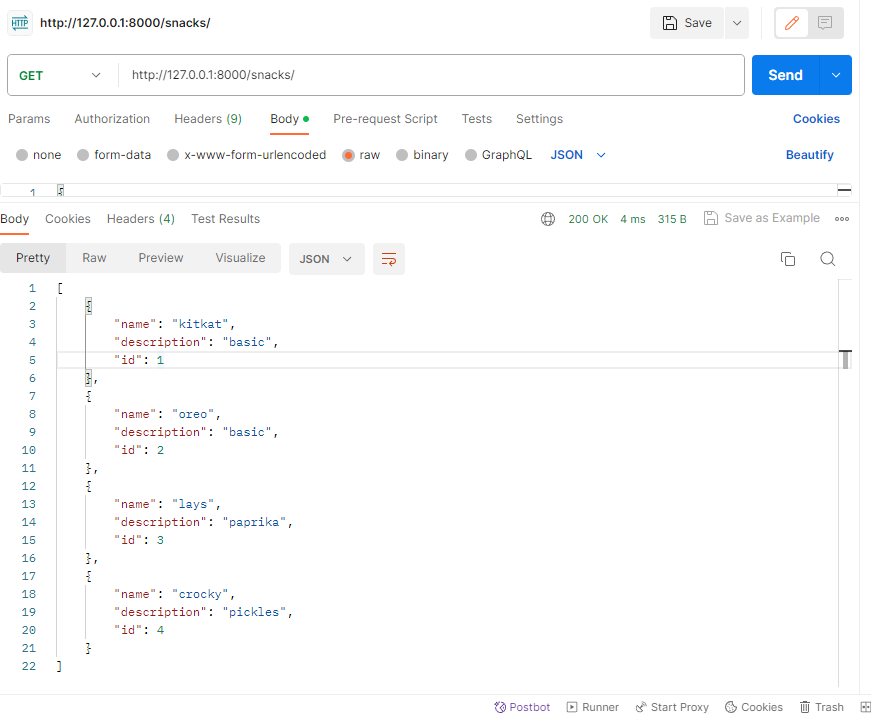 HTTP http://127.0.0.1:8000/snacks/ Save
GET http://127.0.0.1:8000/snacks/ Send
Params Authorization Headers (9) Body Pre-request Script Tests Settings Cookies
none form-data x-www-form-urlencoded raw binary GraphQL JSON Beautify
1 {
Body Cookies Headers (4) Test Results 200 OK 4 ms 315 B Save as Example
Pretty Raw Preview Visualize JSON
1 [
2 {
3 "name": "kitkat",
4 "description": "basic",
5 "id": 1
6 },
7 {
8 "name": "oreo",
9 "description": "basic",
10 "id": 2
11 },
12 {
13 "name": "lays",
14 "description": "paprika",
15 "id": 3
16 },
17 {
18 "name": "crocky",
19 "description": "pickles",
20 "id": 4
21 }
22 ]
Postbot Runner Start Proxy Cookies Trash